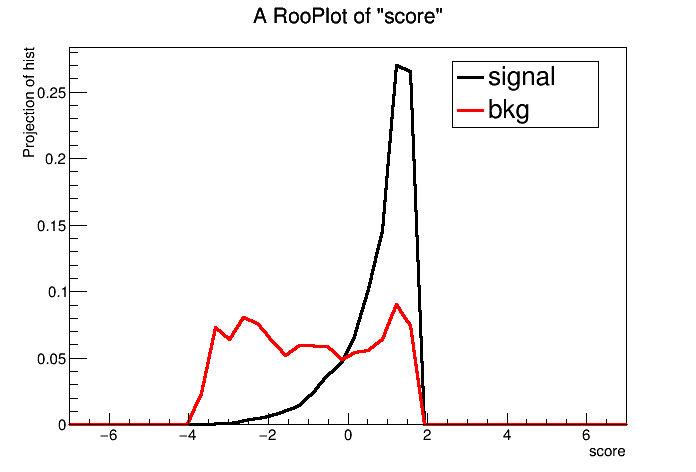 A RooPlot of "score"
Projection of hist
signal
bkg
0.25
0.2
0.15
0.1
0.05
0
−6 −4 −2 0 2 4 6
score